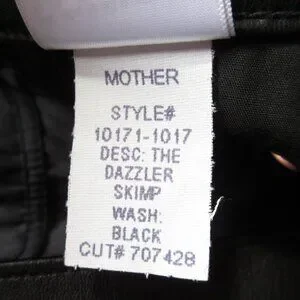 MOTHER
STYLE#
10171-1017
DESC: THE
DAZZLER
SKIMP
WASH:
BLACK
CUT# 707428